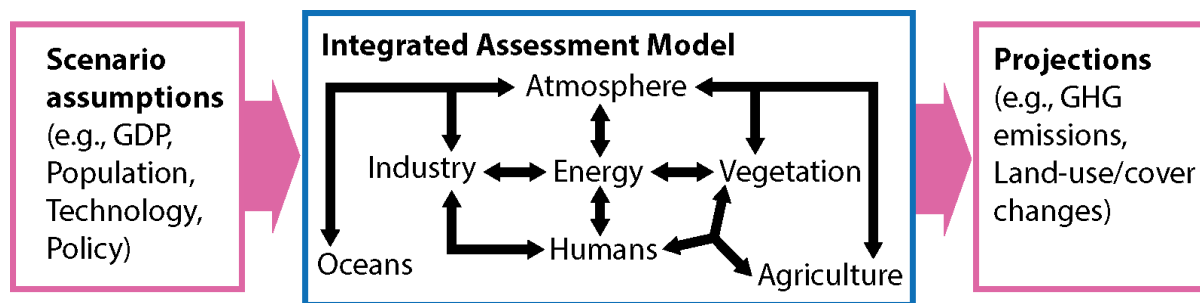 Scenario
assumptions
(e.g., GDP,
Population,
Technology,
Policy)
Integrated Assessment Model
Atmosphere
Industry
Energy
Vegetation
Oceans
Humans
Agriculture
Projections
(e.g., GHG
emissions,
Land-use/cover
changes)